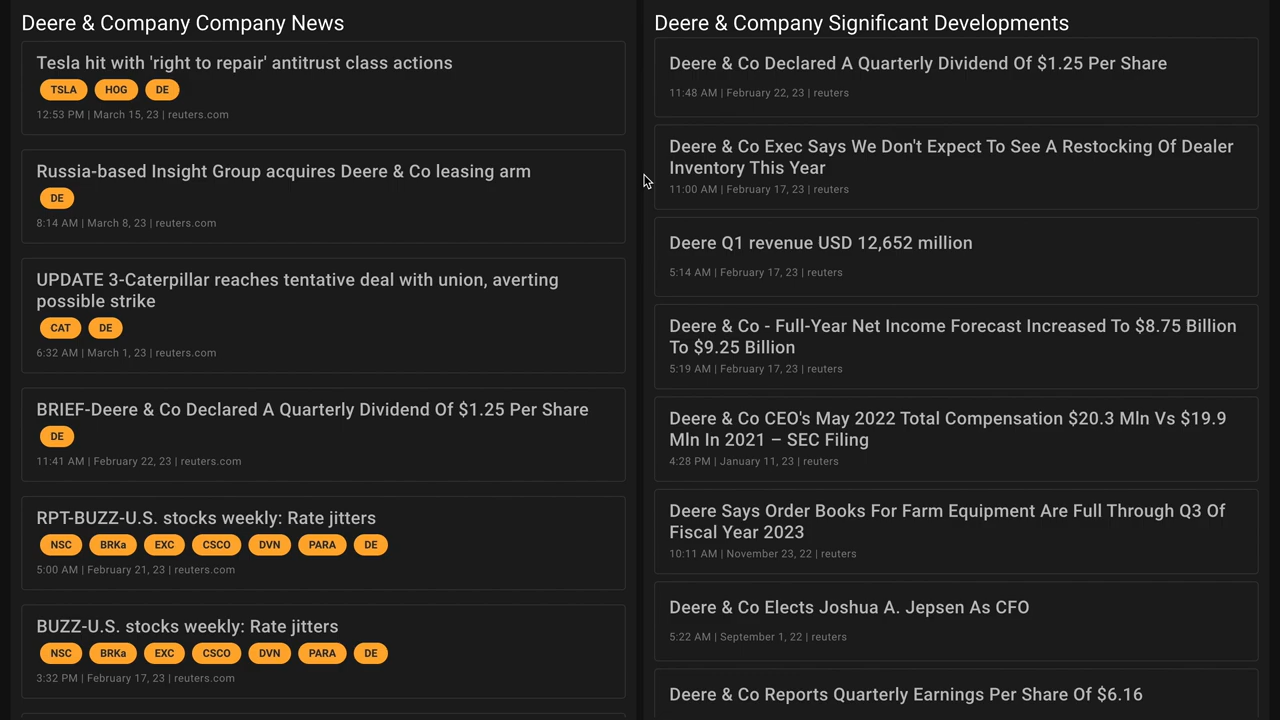 Deere & Company Company News
Tesla hit with 'right to repair' antitrust class actions
TSLA HOG DE
12:53 PM | March 15, 23 | reuters.com
Russia-based Insight Group acquires Deere & Co leasing arm
DE
8:14 AM | March 8, 23 | reuters.com
UPDATE 3-Caterpillar reaches tentative deal with union, averting
possible strike
CAT DE
6:32 AM | March 1, 23 | reuters.com
BRIEF-Deere & Co Declared A Quarterly Dividend Of $1.25 Per Share
DE
11:41 AM | February 22, 23 | reuters.com
RPT-BUZZ-U.S. stocks weekly: Rate jitters
NSC BRKa EXC CSCO DVN PARA DE
5:00 AM | February 21, 23 | reuters.com
BUZZ-U.S. stocks weekly: Rate jitters
NSC BRKa EXC CSCO DVN PARA DE
3:32 PM | February 17, 23 | reuters.com
Deere & Company Significant Developments
Deere & Co Declared A Quarterly Dividend Of $1.25 Per Share
11:48 AM | February 22, 23 | reuters
Deere & Co Exec Says We Don't Expect To See A Restocking Of Dealer
Inventory This Year
11:00 AM | February 17, 23 | reuters
Deere Q1 revenue USD 12,652 million
5:14 AM | February 17, 23 | reuters
Deere & Co - Full-Year Net Income Forecast Increased To $8.75 Billion
To $9.25 Billion
5:19 AM | February 17, 23 | reuters
Deere & Co CEO's May 2022 Total Compensation $20.3 Mln Vs $19.9
Mln In 2021 – SEC Filing
4:28 PM | January 11, 23 | reuters
Deere Says Order Books For Farm Equipment Are Full Through Q3 Of
Fiscal Year 2023
10:11 AM | November 23, 22 | reuters
Deere & Co Elects Joshua A. Jepsen As CFO
5:22 AM | September 1, 22 | reuters
Deere & Co Reports Quarterly Earnings Per Share Of $6.16